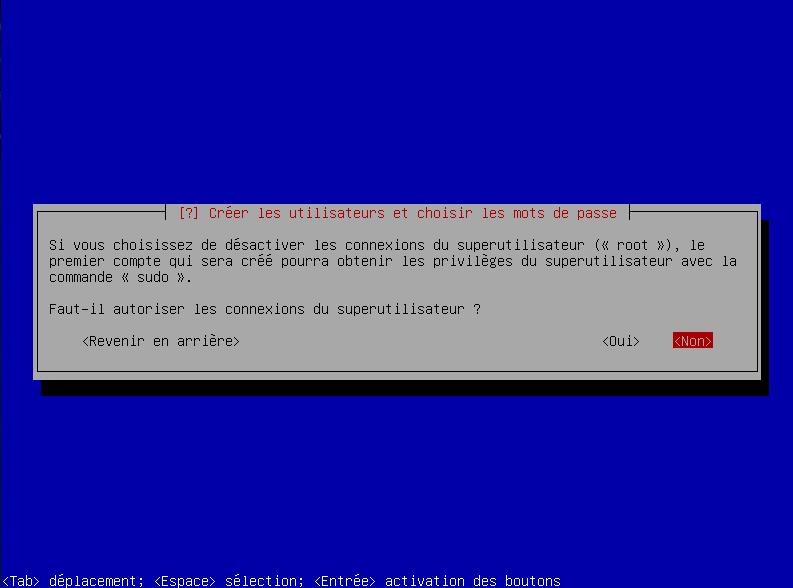 [?] Créer les utilisateurs et choisir les mots de passe
Si vous choisissez de désactiver les connexions du superutilisateur (« root »), le
premier compte qui sera créé pourra obtenir les privilèges du superutilisateur avec la
commande « sudo ».
Faut-il autoriser les connexions du superutilisateur ?
<Revenir en arrière> <Oui> <Non>
<Tab> déplacement; <Espace> sélection; <Entrée> activation des boutons